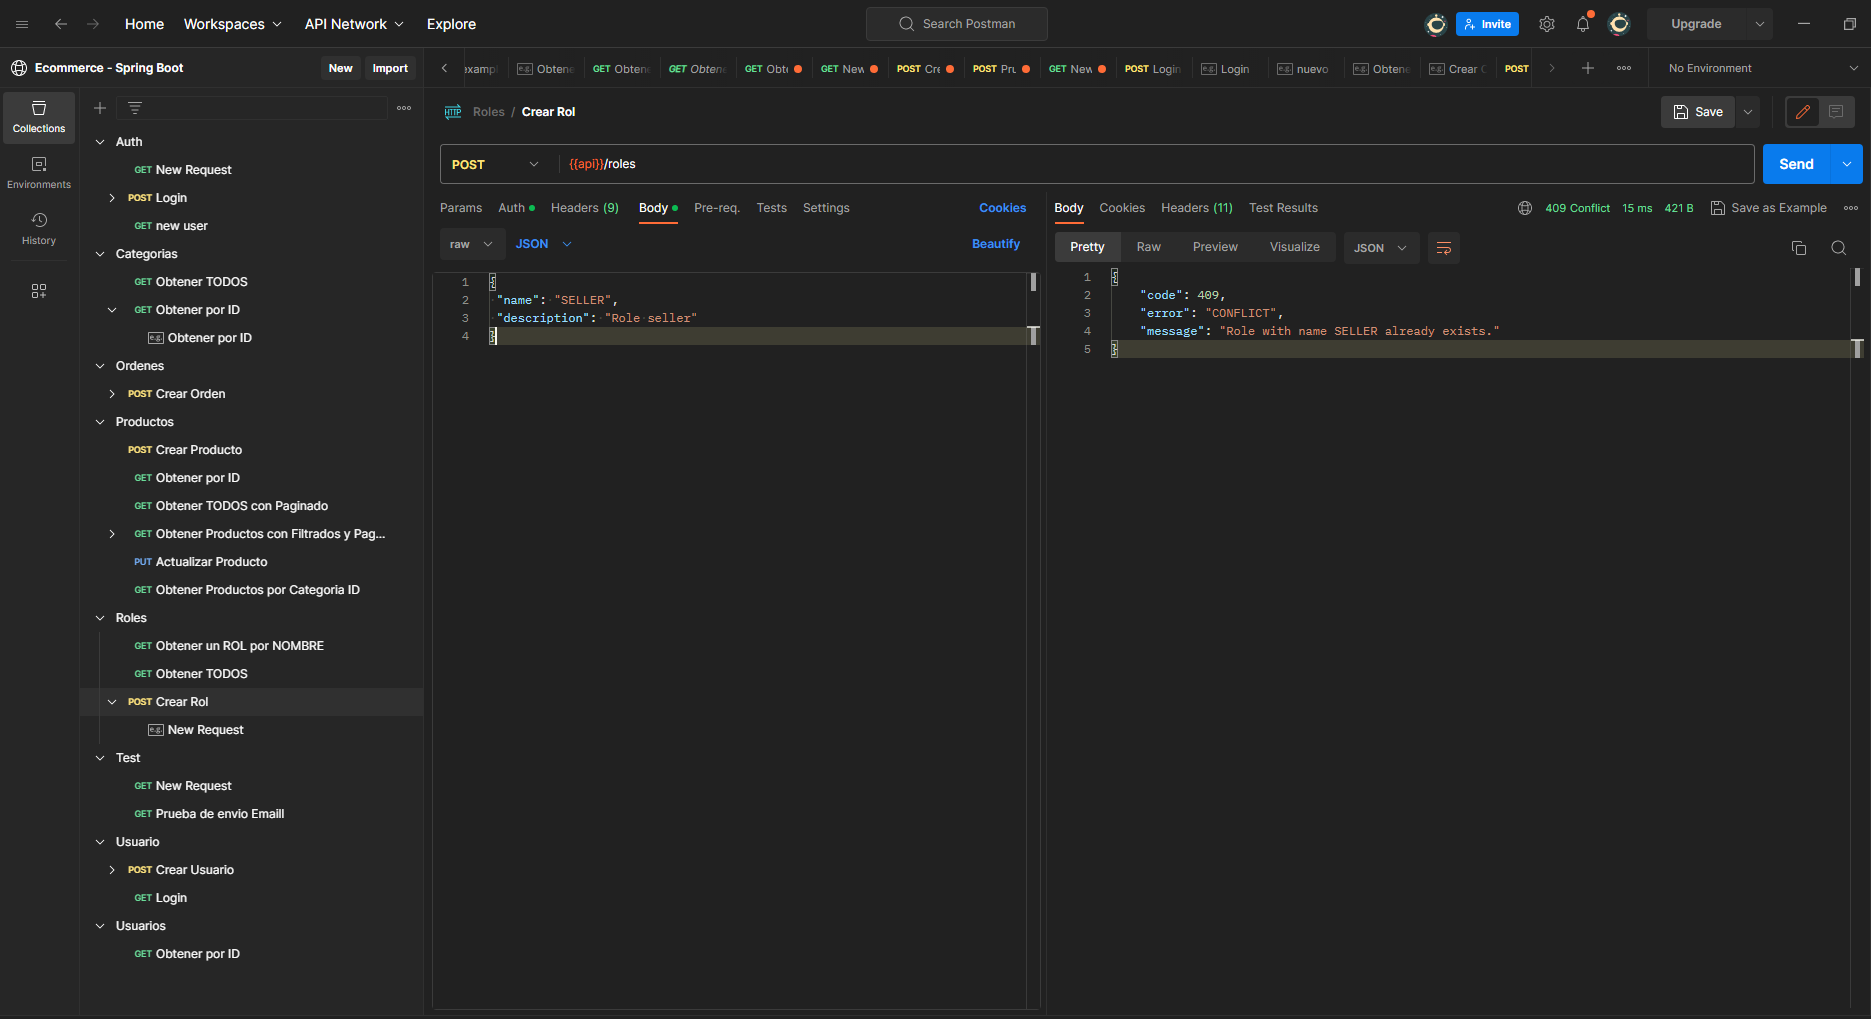 Home Workspaces API Network Explore Search Postman Invite Upgrade
Ecommerce - Spring Boot New Import
Obtene GET Obtene GET Obtene GET Obte GET New POST Cre POST Pru GET New POST Login e.g. Login e.g. nuevo e.g. Obtene e.g. Crear POST No Environment
Collections
Environments
History
Auth
GET New Request
POST Login
GET new user
Categorias
GET Obtener TODOS
GET Obtener por ID
e.g. Obtener por ID
Ordenes
POST Crear Orden
Productos
POST Crear Producto
GET Obtener por ID
GET Obtener TODOS con Paginado
GET Obtener Productos con Filtrados y Pag...
PUT Actualizar Producto
GET Obtener Productos por Categoria ID
Roles
GET Obtener un ROL por NOMBRE
GET Obtener TODOS
POST Crear Rol
e.g. New Request
Test
GET New Request
GET Prueba de envio Emaill
Usuario
POST Crear Usuario
GET Login
Usuarios
GET Obtener por ID
HTTP Roles / Crear Rol Save
POST {{api}}/roles Send
Params Auth Headers (9) Body Pre-req. Tests Settings Cookies
raw JSON Beautify
1 {
2 "name": "SELLER",
3 "description": "Role seller"
4 }
Body Cookies Headers (11) Test Results 409 Conflict 15 ms 421 B Save as Example
Pretty Raw Preview Visualize JSON
1 {
2 "code": 409,
3 "error": "CONFLICT",
4 "message": "Role with name SELLER already exists."
5 }